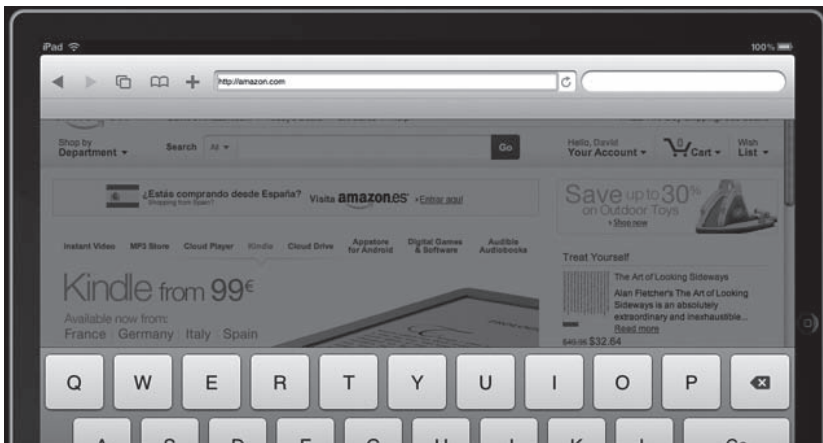 iPad 100%
http://amazon.com
Shop by
Department
Search All Go
Hello, David
Your Account
0
Cart
Wish
List
¿Estás comprando desde España?
Shopping from Spain?
Visita amazon.es › Entrar aquí
Save up to 30%
on Outdoor Toys
› Shop now
Instant Video MP3 Store Cloud Player Kindle Cloud Drive Appstore
for Android Digital Games
& Software Audible
Audiobooks
Kindle from 99€
Available now from:
France Germany Italy Spain
Treat Yourself
The Art of Looking Sideways
Alan Fletcher's The Art of Looking
Sideways is an absolutely
extraordinary and inexhaustible...
Read more
$49.95 $32.64
Q W E R T Y U I O P